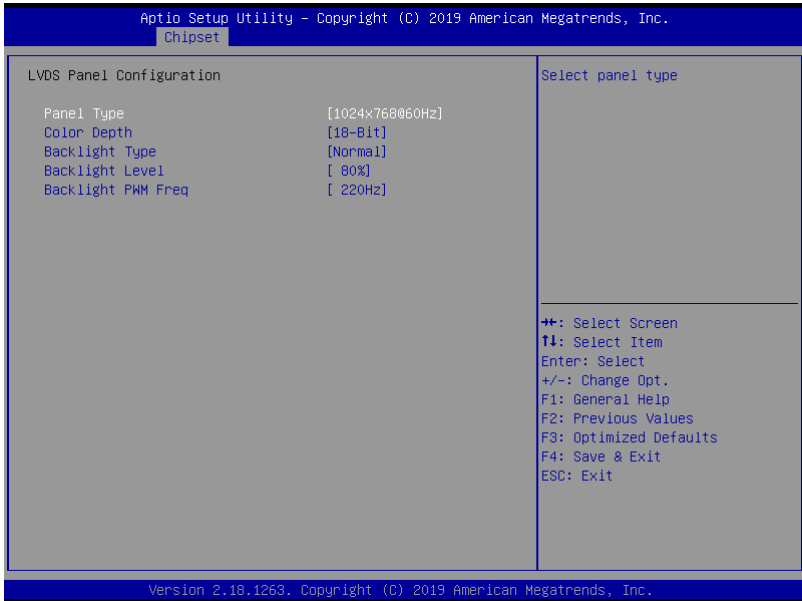 Aptio Setup Utility – Copyright (C) 2019 American Megatrends, Inc.
Chipset
LVDS Panel Configuration
Panel Type [1024x768@60Hz]
Color Depth [18-Bit]
Backlight Type [Normal]
Backlight Level [ 80%]
Backlight PWM Freq [ 220Hz]
Select panel type
→←: Select Screen
↑↓: Select Item
Enter: Select
+/-: Change Opt.
F1: General Help
F2: Previous Values
F3: Optimized Defaults
F4: Save & Exit
ESC: Exit
Version 2.18.1263. Copyright (C) 2019 American Megatrends, Inc.